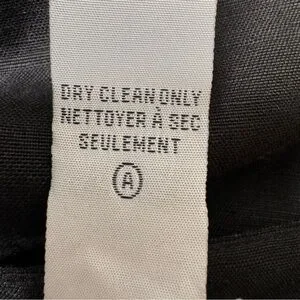 DRY CLEAN ONLY
NETTOYER À SEC
SEULEMENT
A